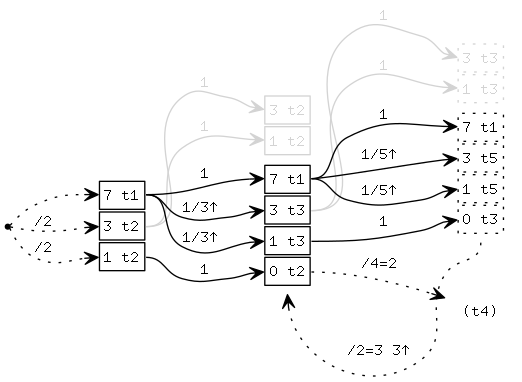 /2
/2
7 t1
3 t2
1 t2
1
1
1
1/3↑
1/3↑
1
3 t2
1 t2
7 t1
3 t3
1 t3
0 t2
1
1
1
1/5↑
1/5↑
1
/4=2
/2=3 3↑
3 t3
1 t3
7 t1
3 t5
1 t5
0 t3
(t4)